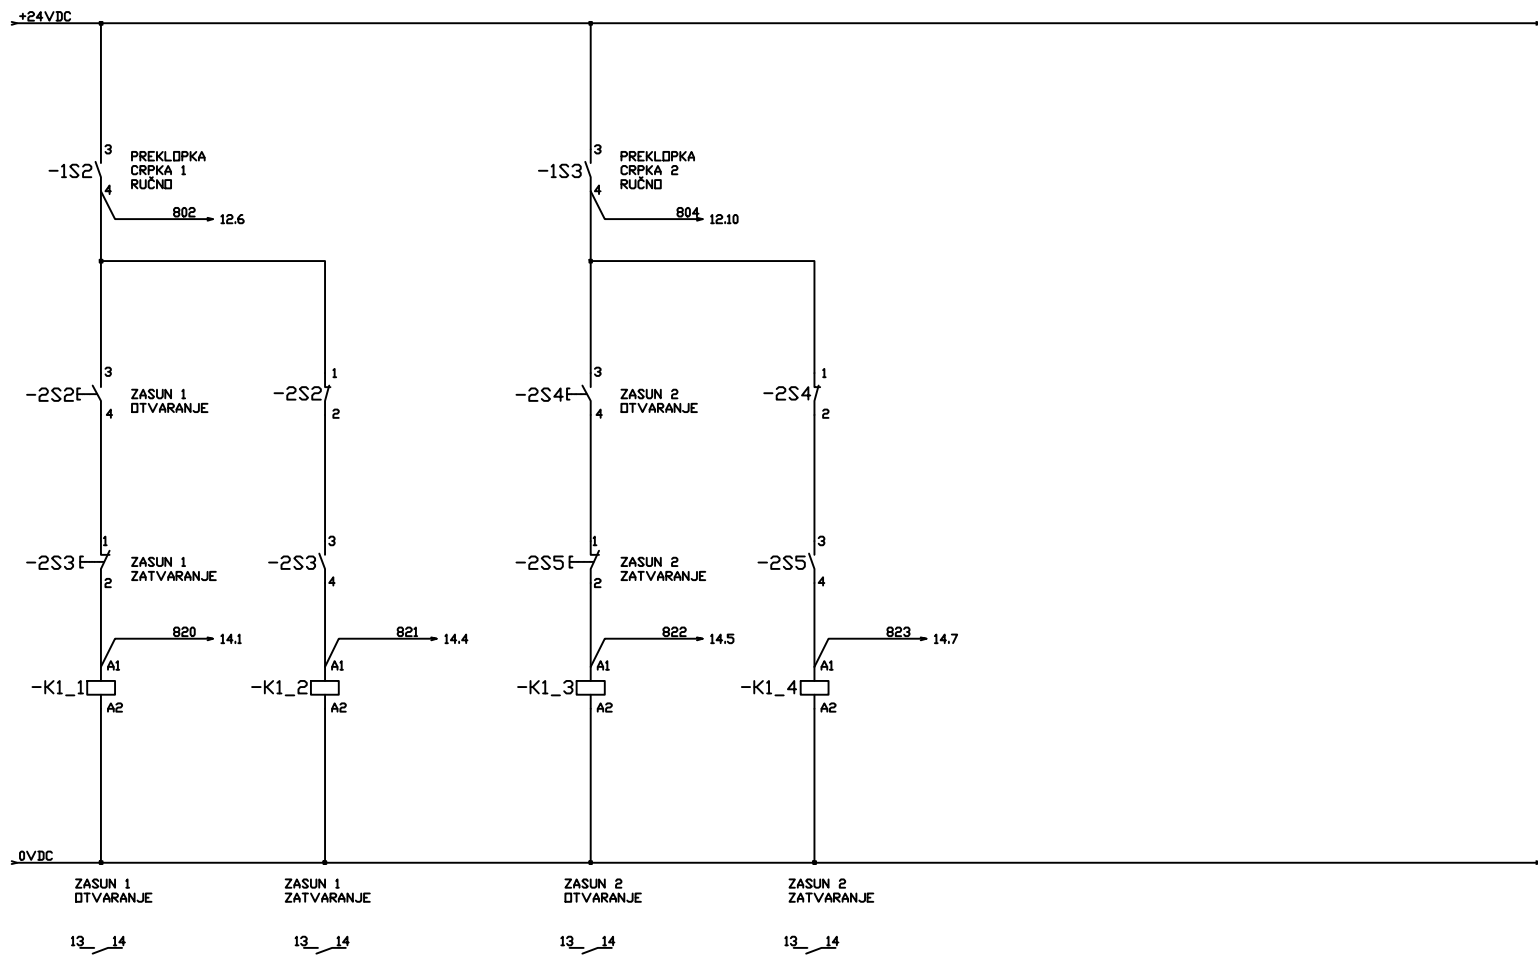 +24VDC
3
-1S2
PREKLOPKA
CRPKA 1
RUČNO
4
802
12.6
3
-1S3
PREKLOPKA
CRPKA 2
RUČNO
4
804
12.10
3
-2S2
ZASUN 1
OTVARANJE
4
1
-2S2
2
3
-2S4
ZASUN 2
OTVARANJE
4
1
-2S4
2
1
-2S3
ZASUN 1
ZATVARANJE
2
3
-2S3
4
1
-2S5
ZASUN 2
ZATVARANJE
2
3
-2S5
4
820
14.1
821
14.4
822
14.5
823
14.7
A1
-K1_1
A2
A1
-K1_2
A2
A1
-K1_3
A2
A1
-K1_4
A2
0VDC
ZASUN 1
OTVARANJE
ZASUN 1
ZATVARANJE
ZASUN 2
OTVARANJE
ZASUN 2
ZATVARANJE
13 14
13 14
13 14
13 14